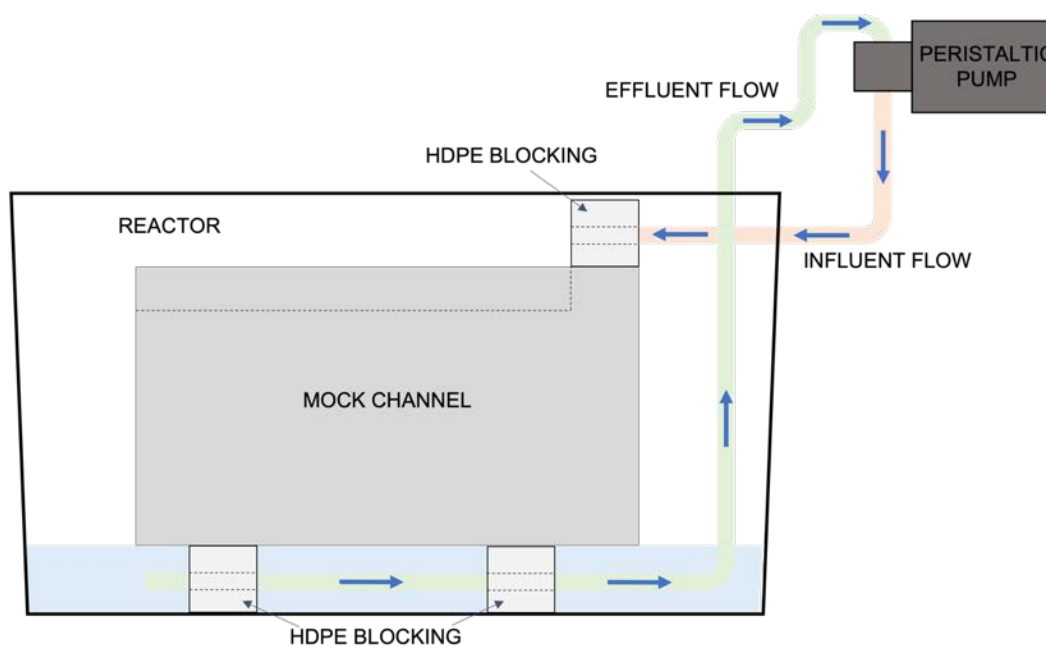 PERISTALTIC
PUMP
EFFLUENT FLOW
HDPE BLOCKING
REACTOR
INFLUENT FLOW
MOCK CHANNEL
HDPE BLOCKING